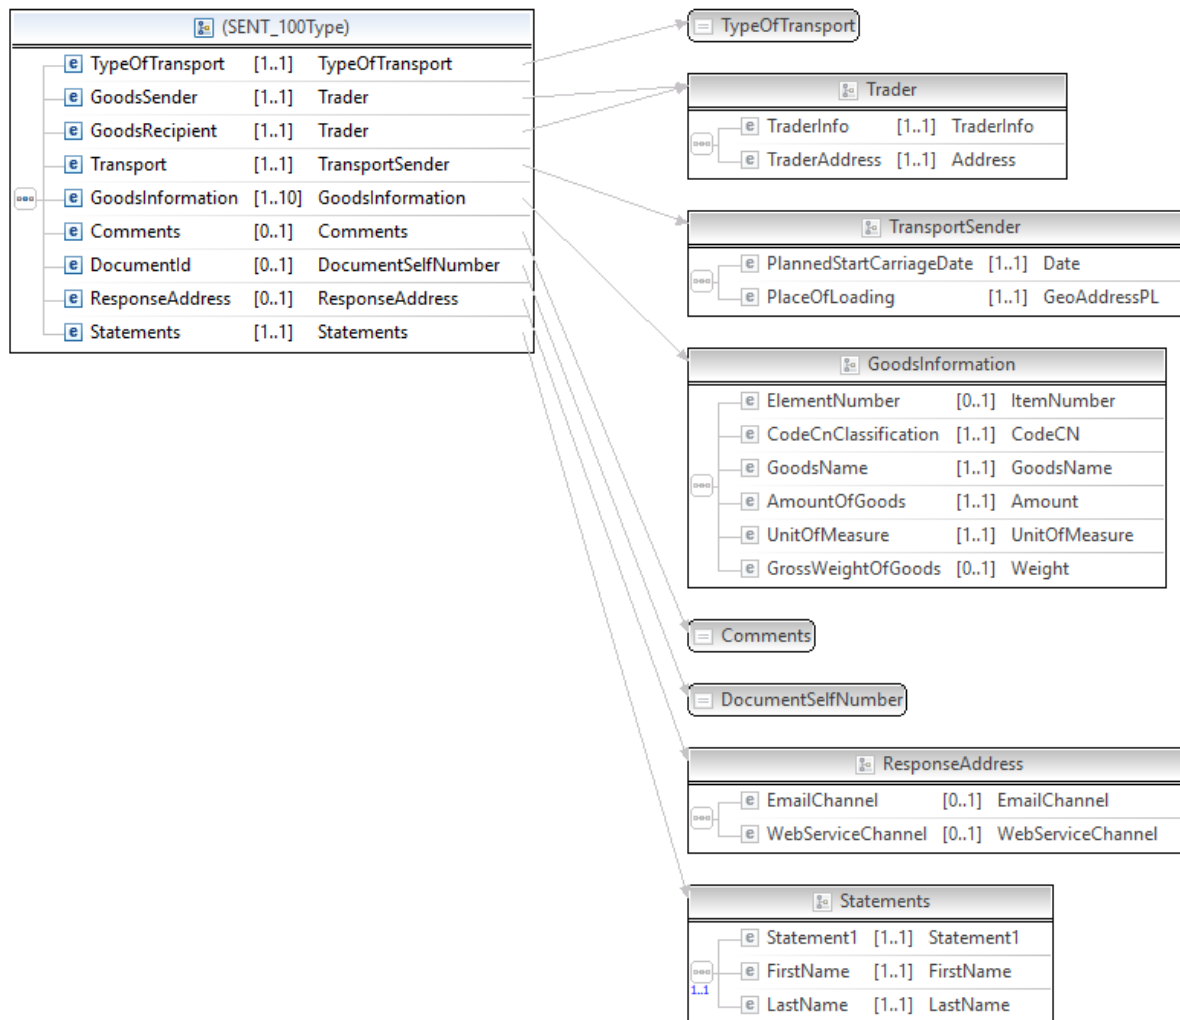 (SENT_100Type)
TypeOfTransport [1..1] TypeOfTransport
GoodsSender [1..1] Trader
GoodsRecipient [1..1] Trader
Transport [1..1] TransportSender
GoodsInformation [1..10] GoodsInformation
Comments [0..1] Comments
DocumentId [0..1] DocumentSelfNumber
ResponseAddress [0..1] ResponseAddress
Statements [1..1] Statements
TypeOfTransport
Trader
TraderInfo [1..1] TraderInfo
TraderAddress [1..1] Address
TransportSender
PlannedStartCarriageDate [1..1] Date
PlaceOfLoading [1..1] GeoAddressPL
GoodsInformation
ElementNumber [0..1] ItemNumber
CodeCnClassification [1..1] CodeCN
GoodsName [1..1] GoodsName
AmountOfGoods [1..1] Amount
UnitOfMeasure [1..1] UnitOfMeasure
GrossWeightOfGoods [0..1] Weight
Comments
DocumentSelfNumber
ResponseAddress
EmailChannel [0..1] EmailChannel
WebServiceChannel [0..1] WebServiceChannel
Statements
Statement1 [1..1] Statement1
FirstName [1..1] FirstName
1..1
LastName [1..1] LastName